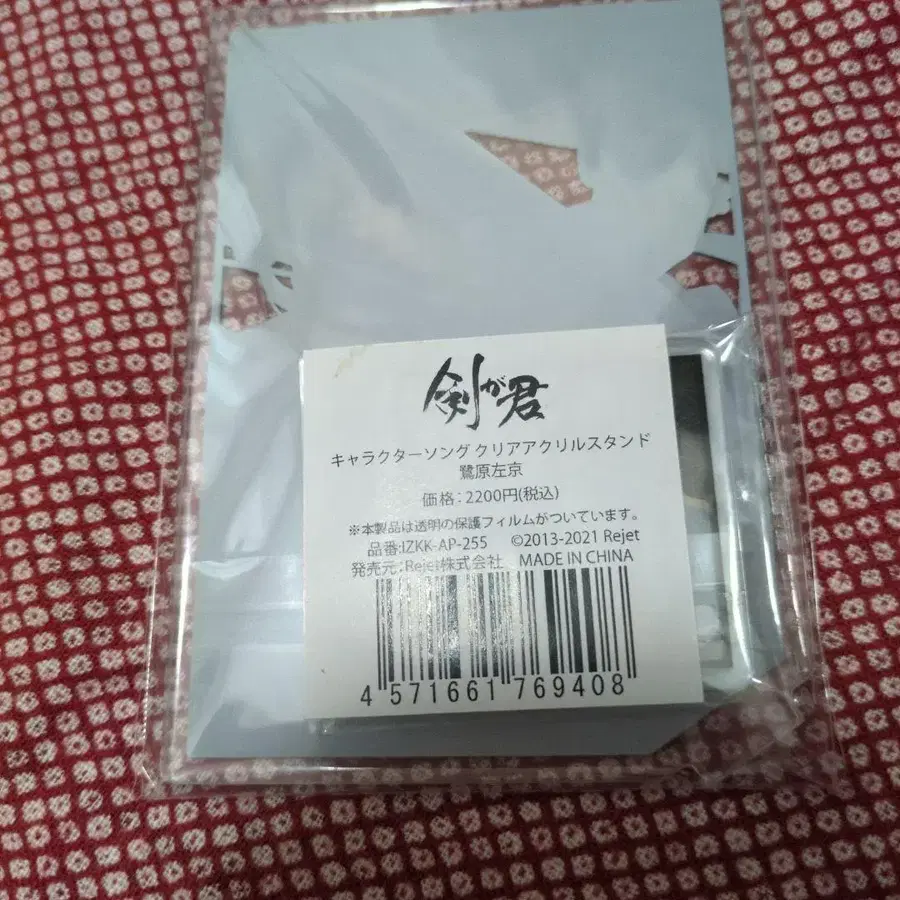 剣が君
キャラクターソング クリアアクリルスタンド
鷺原左京
価格：2200円(税込)
※本製品は透明の保護フィルムがついています。
品番:IZKK-AP-255 ©2013-2021 Rejet
発売元：Rejet株式会社 MADE IN CHINA
4 571661 769408